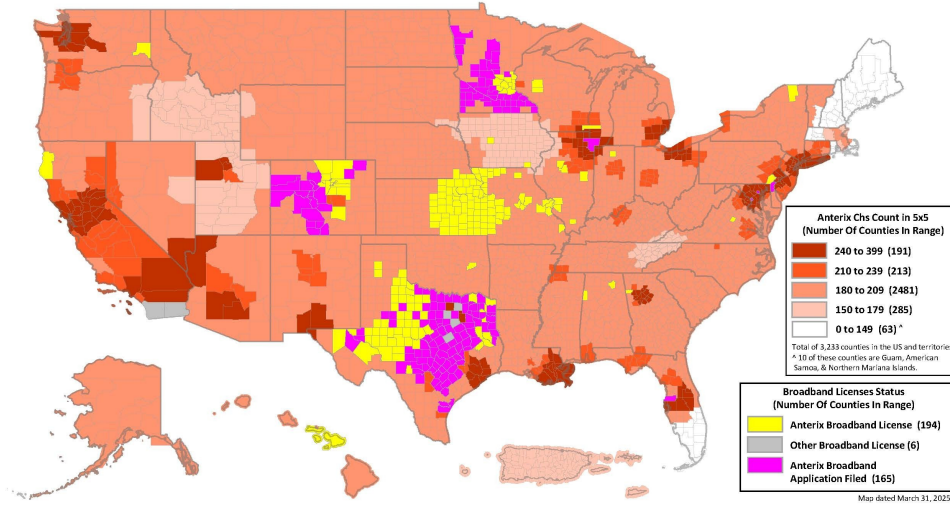 Anterix Chs Count in 5x5
(Number Of Counties In Range)
240 to 399 (191)
210 to 239 (213)
180 to 209 (2481)
150 to 179 (285)
0 to 149 (63) ^
Total of 3,233 counties in the US and territories
^ 10 of these counties are Guam, American
Samoa, & Northern Mariana Islands.
Broadband Licenses Status
(Number Of Counties In Range)
Anterix Broadband License (194)
Other Broadband License (6)
Anterix Broadband
Application Filed (165)
Map dated March 31, 2025